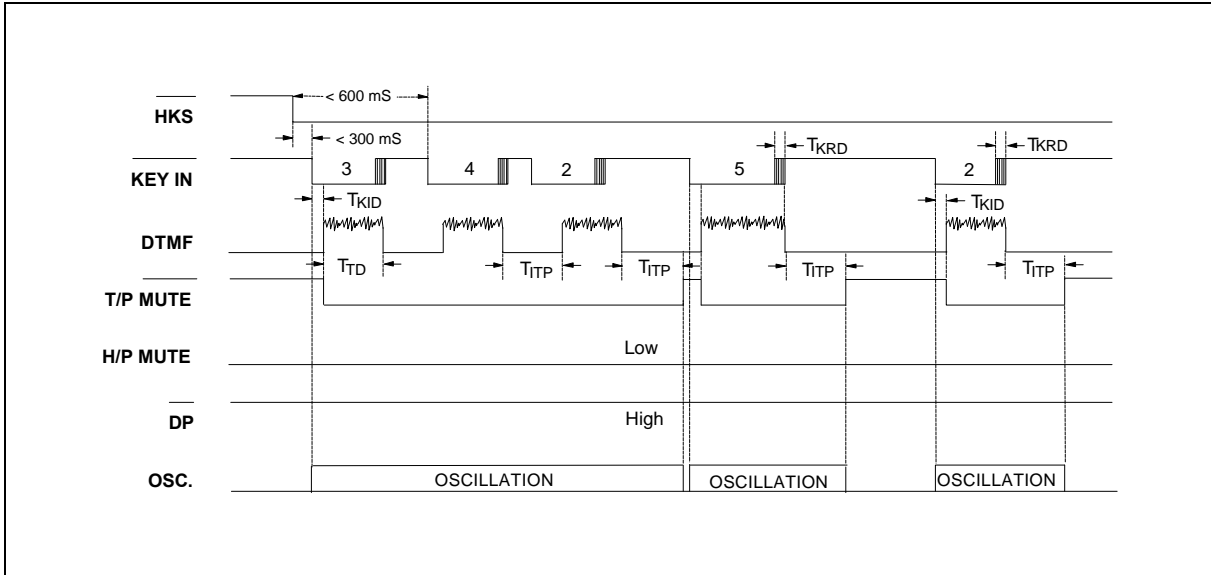 < 600 mS
HKS
< 300 mS
TKRD TKRD
KEY IN 3 4 2 5 2
TKID TKID
DTMF
TTD TITP TITP TITP TITP
T/P MUTE
H/P MUTE Low
DP High
OSC. OSCILLATION OSCILLATION OSCILLATION